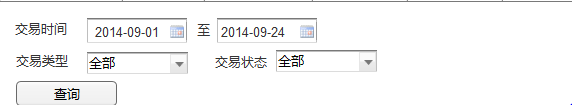 交易时间 2014-09-01 至 2014-09-24
交易类型 全部 交易状态 全部
查询